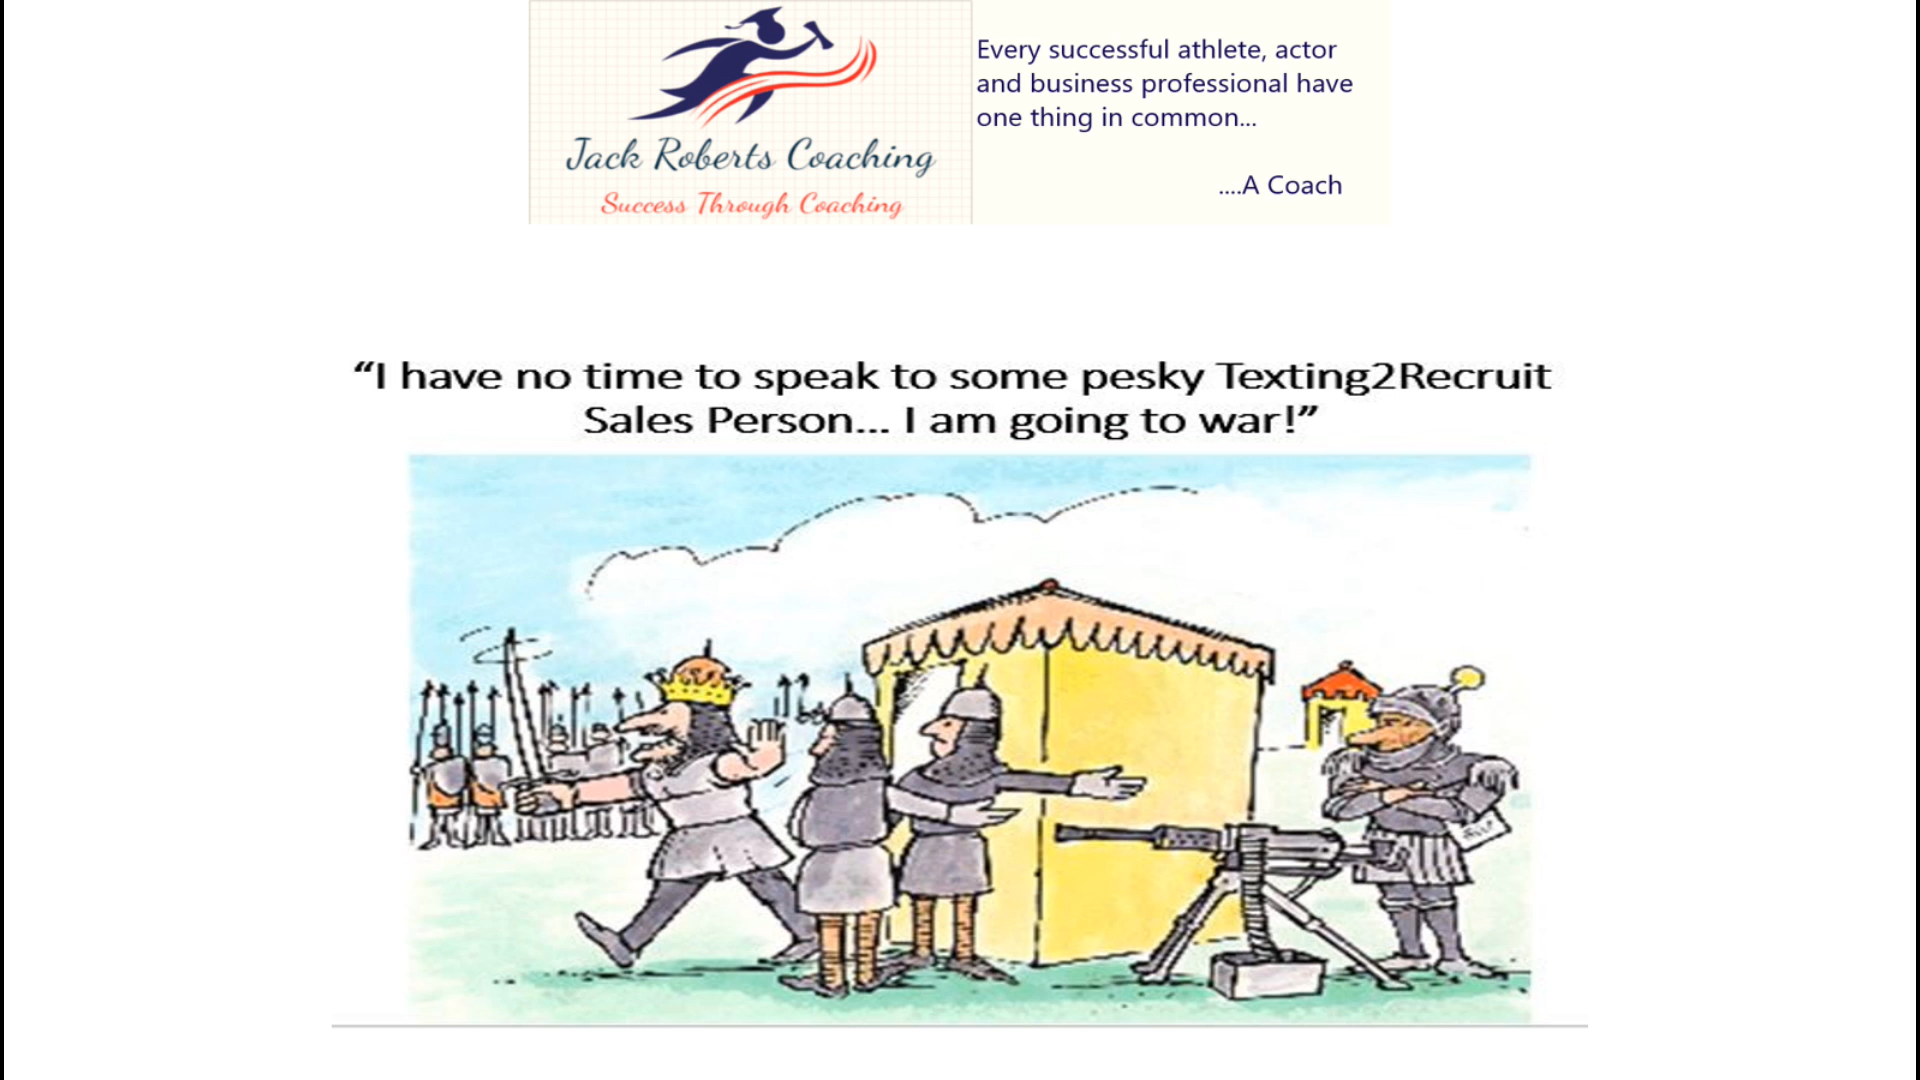 Jack Roberts Coaching
Success Through Coaching
Every successful athlete, actor
and business professional have
one thing in common...
....A Coach
“I have no time to speak to some pesky Texting2Recruit
Sales Person... I am going to war!”